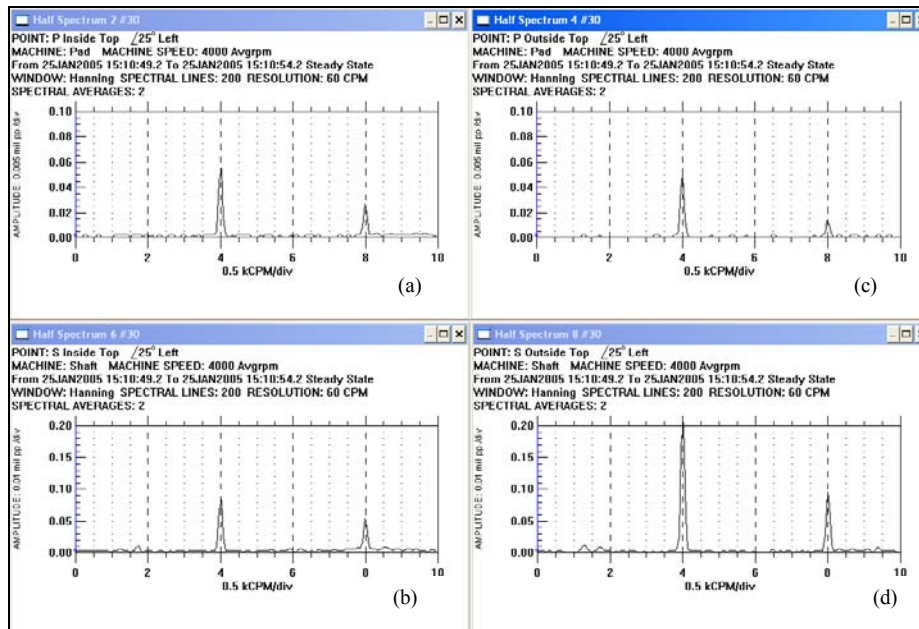 Half Spectrum 2 #30
POINT: P Inside Top ∠25° Left
MACHINE: Pad MACHINE SPEED: 4000 Avgrpm
From 25JAN2005 15:10:49.2 To 25JAN2005 15:10:54.2 Steady State
WINDOW: Hanning SPECTRAL LINES: 200 RESOLUTION: 60 CPM
SPECTRAL AVERAGES: 2
AMPLITUDE: 0.005 mil pp /div
0.10
0.08
0.06
0.04
0.02
0.00
0 2 4 6 8 10
0.5 kCPM/div
(a)
Half Spectrum 4 #30
POINT: P Outside Top ∠25° Left
MACHINE: Pad MACHINE SPEED: 4000 Avgrpm
From 25JAN2005 15:10:49.2 To 25JAN2005 15:10:54.2 Steady State
WINDOW: Hanning SPECTRAL LINES: 200 RESOLUTION: 60 CPM
SPECTRAL AVERAGES: 2
AMPLITUDE: 0.005 mil pp /div
0.10
0.08
0.06
0.04
0.02
0.00
0 2 4 6 8 10
0.5 kCPM/div
(c)
Half Spectrum 6 #30
POINT: S Inside Top ∠25° Left
MACHINE: Shaft MACHINE SPEED: 4000 Avgrpm
From 25JAN2005 15:10:49.2 To 25JAN2005 15:10:54.2 Steady State
WINDOW: Hanning SPECTRAL LINES: 200 RESOLUTION: 60 CPM
SPECTRAL AVERAGES: 2
AMPLITUDE: 0.01 mil pp /div
0.20
0.15
0.10
0.05
0.00
0 2 4 6 8 10
0.5 kCPM/div
(b)
Half Spectrum 8 #30
POINT: S Outside Top ∠25° Left
MACHINE: Shaft MACHINE SPEED: 4000 Avgrpm
From 25JAN2005 15:10:49.2 To 25JAN2005 15:10:54.2 Steady State
WINDOW: Hanning SPECTRAL LINES: 200 RESOLUTION: 60 CPM
SPECTRAL AVERAGES: 2
AMPLITUDE: 0.01 mil pp /div
0.20
0.15
0.10
0.05
0.00
0 2 4 6 8 10
0.5 kCPM/div
(d)